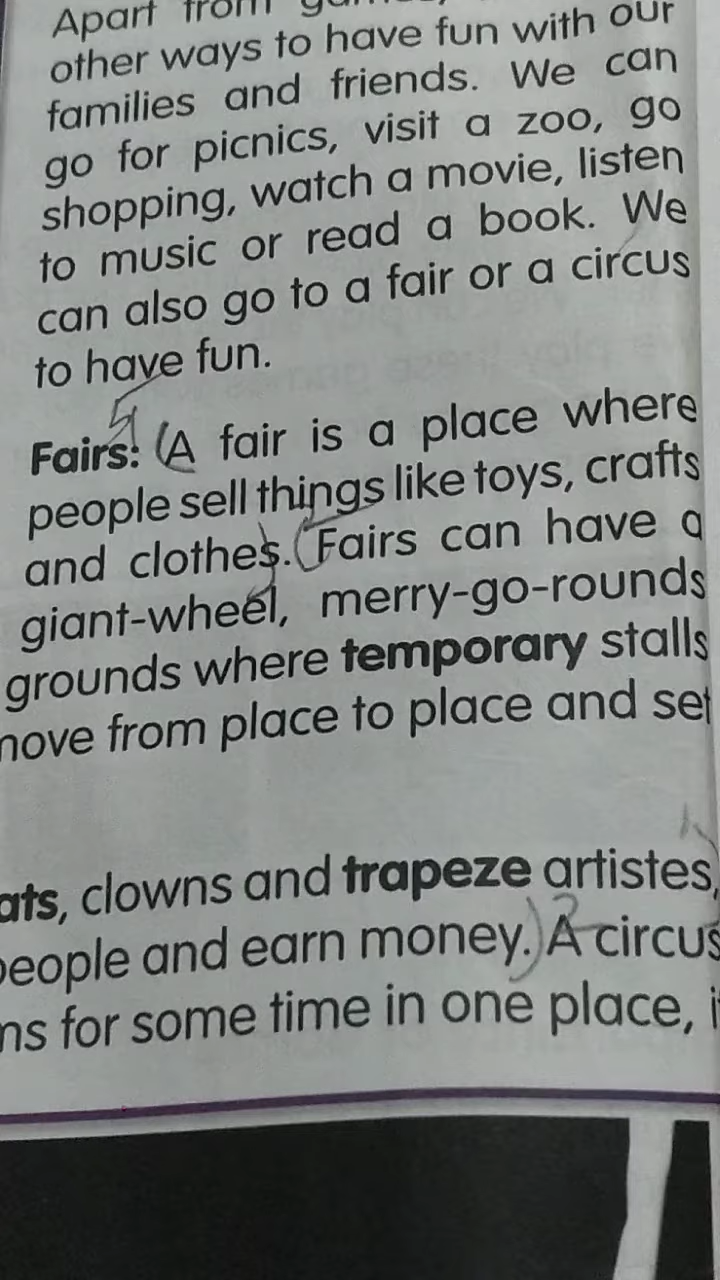 Apart from
other ways to have fun with our
families and friends. We can
go for picnics, visit a zoo, go
shopping, watch a movie, listen
to music or read a book. We
can also go to a fair or a circus
to have fun.
Fairs: (A fair is a place where
people sell things like toys, crafts
and clothes. (Fairs can have a
giant-wheel, merry-go-rounds
grounds where temporary stalls
move from place to place and set
ats, clowns and trapeze artistes,
people and earn money.) A circus
ns for some time in one place, i